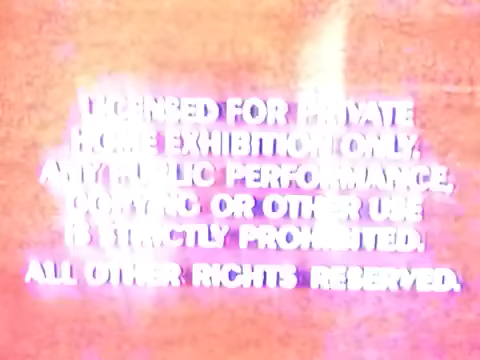 LICENSED FOR PRIVATE
HOME EXHIBITION ONLY.
ANY PUBLIC PERFORMANCE,
COPYING OR OTHER USE
IS STRICTLY PROHIBITED.
ALL OTHER RIGHTS RESERVED.